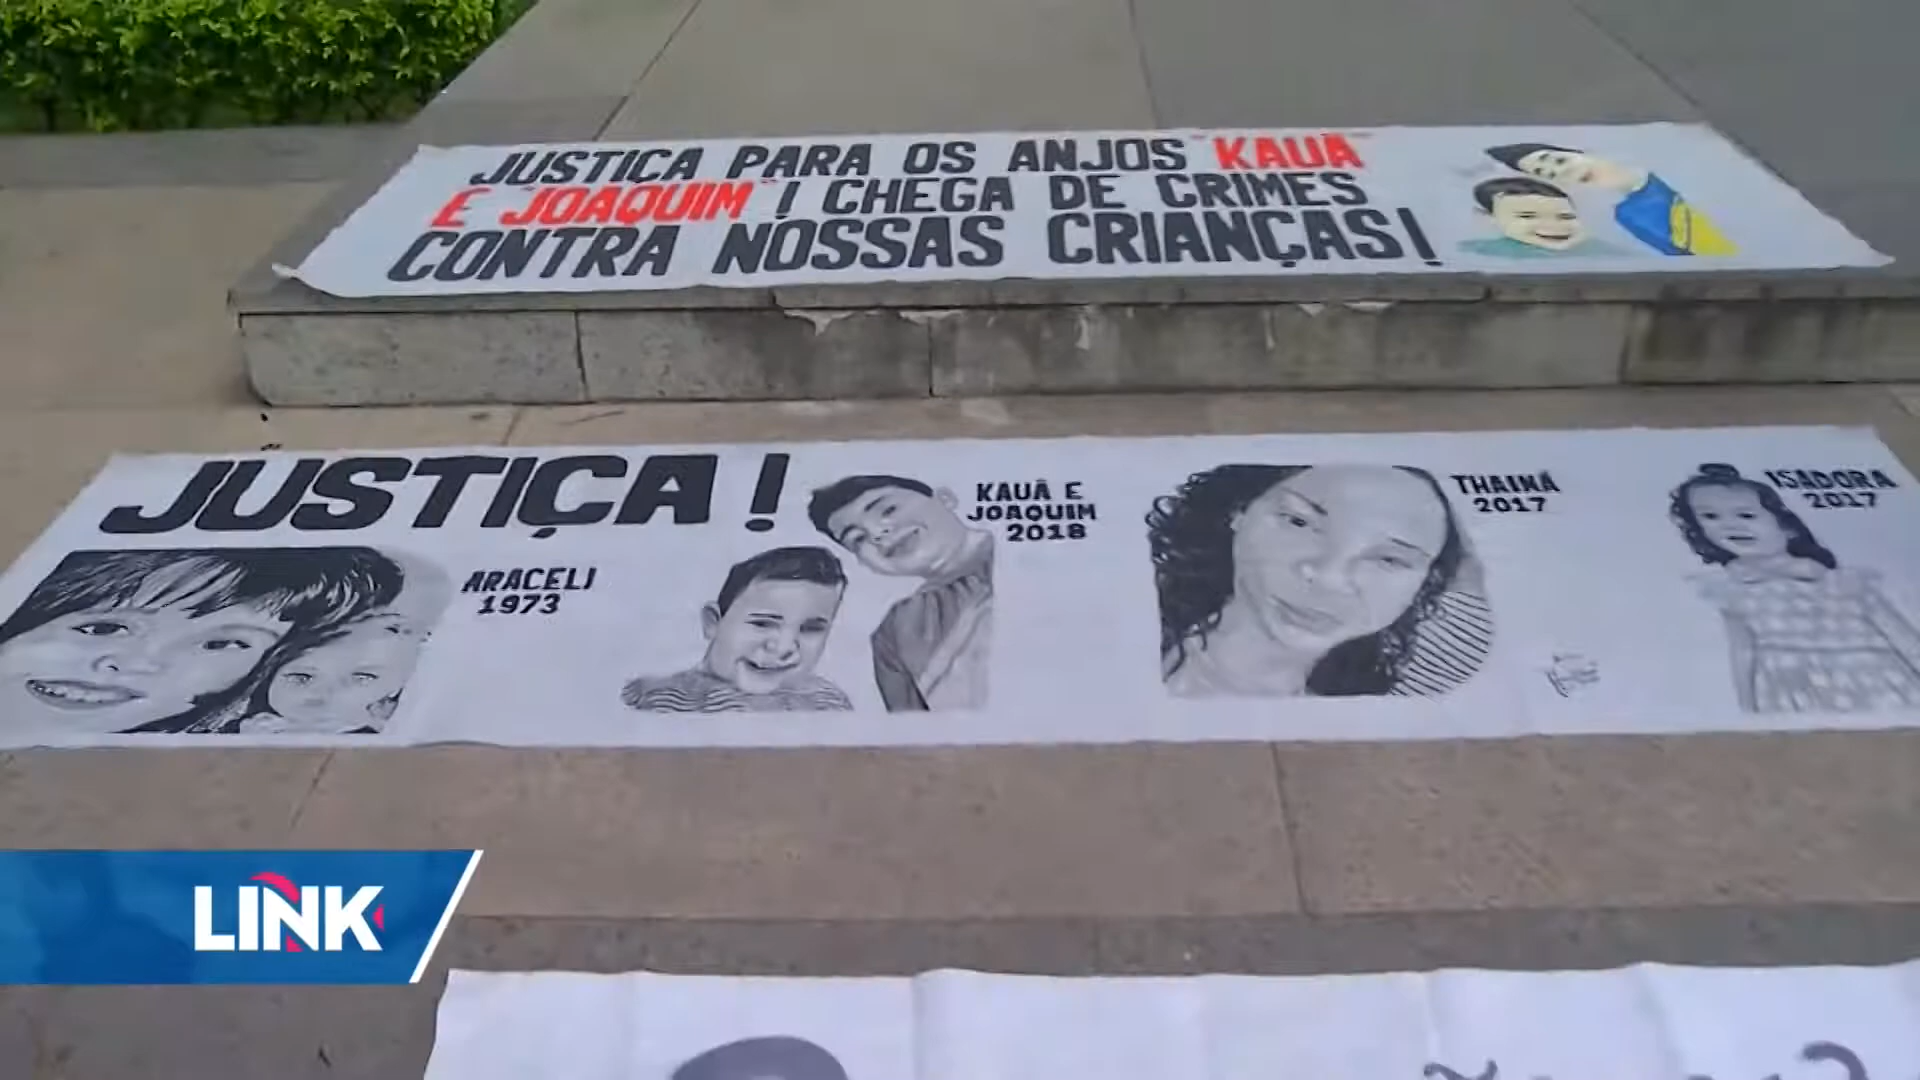 JUSTIÇA PARA OS ANJOS "KAUÃ"
E "JOAQUIM"! CHEGA DE CRIMES
CONTRA NOSSAS CRIANÇAS!
JUSTIÇA!
ARACELI
1973
KAUÃ E
JOAQUIM
2018
THAINÁ
2017
ISADORA
2017
LINK